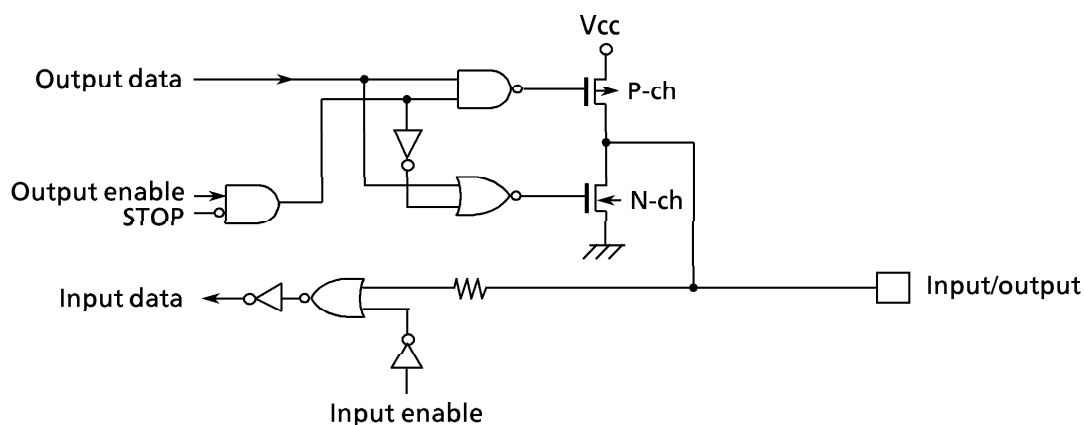 Vcc
Output data
P-ch
Output enable
STOP
N-ch
Input data
Input/output
Input enable